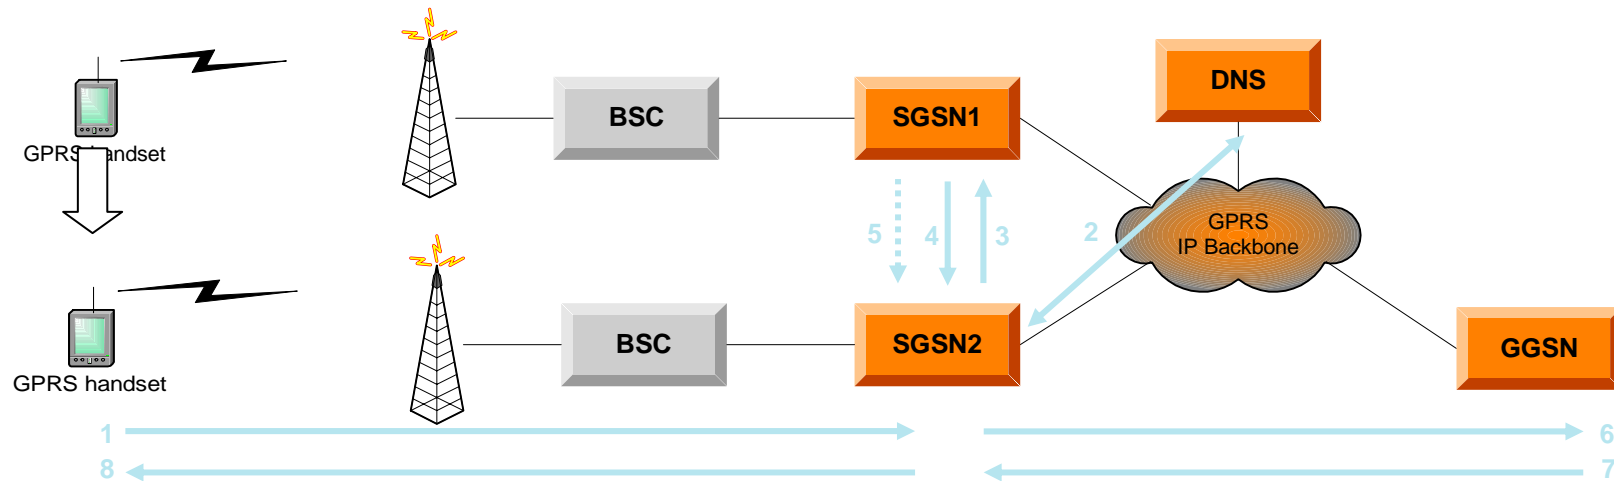 DNS
BSC
SGSN1
GPRS handset
GPRS
IP Backbone
5
4
3
2
BSC
SGSN2
GGSN
GPRS handset
1
6
8
7